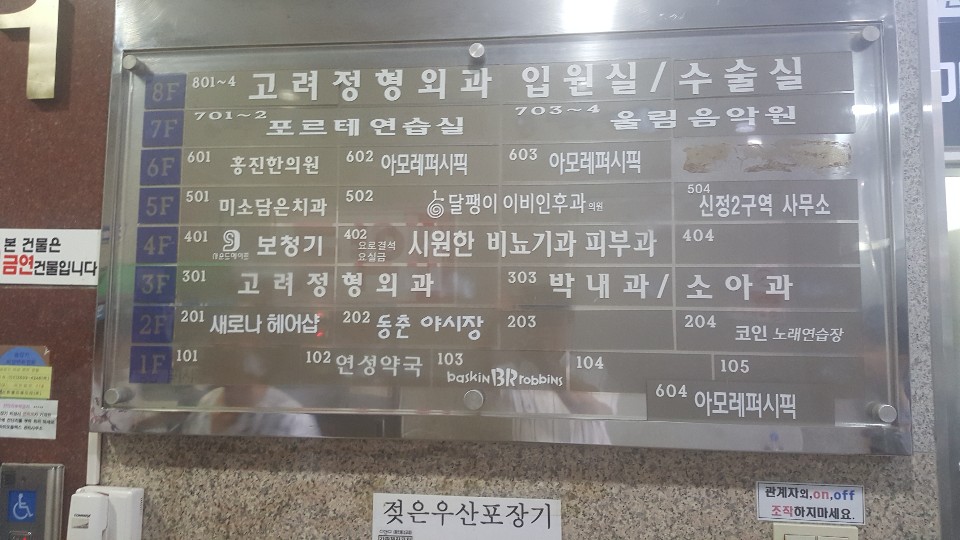 8F 801~4 고려정형외과 입원실/수술실
7F 701~2 포르테연습실 703~4 울림음악원
6F 601 홍진한의원 602 아모레퍼시픽 603 아모레퍼시픽
5F 501 미소담은치과 502 달팽이 이비인후과의원 504 신정2구역 사무소
4F 401 보청기 402 요로결석 요실금 시원한 비뇨기과 피부과 404
3F 301 고려정형외과 303 박내과/소아과
2F 201 새로나 헤어샵 202 동춘 야시장 203 204 코인 노래연습장
1F 101 102 연성약국 103 baskin BR robbins 104 105
604 아모레퍼시픽
본 건물은
금연건물입니다
젖은우산포장기
관계자외,on,off
조작하지마세요.